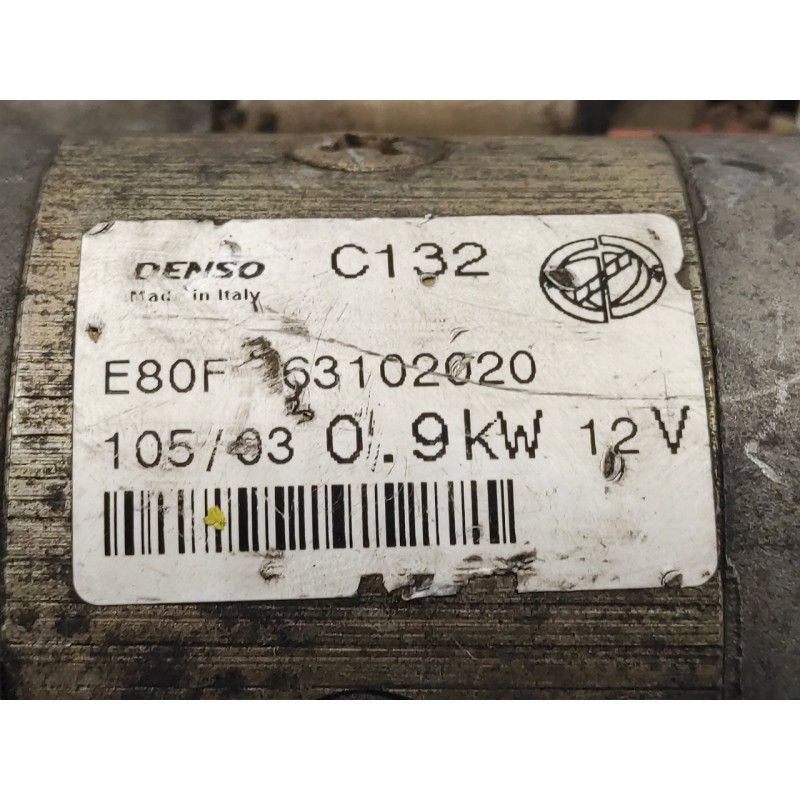 DENSO C132
Made in Italy
E80F 63102020
105/03 0.9kW 12V